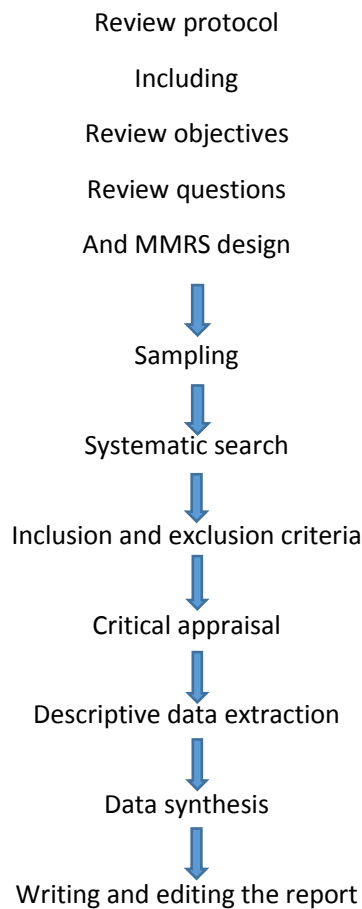 Review protocol
Including
Review objectives
Review questions
And MMRS design
Sampling
Systematic search
Inclusion and exclusion criteria
Critical appraisal
Descriptive data extraction
Data synthesis
Writing and editing the report